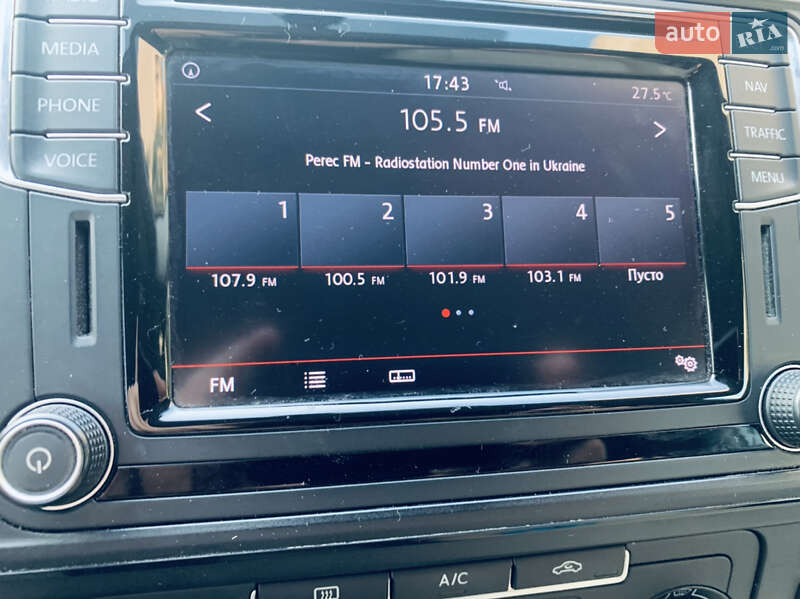 auto RIA .com
MEDIA
PHONE
VOICE
NAV
TRAFFIC
MENU
17:43
27.5°C
105.5 FM
Perec FM - Radiostation Number One in Ukraine
1 2 3 4 5
107.9 FM 100.5 FM 101.9 FM 103.1 FM Пусто
FM
A/C